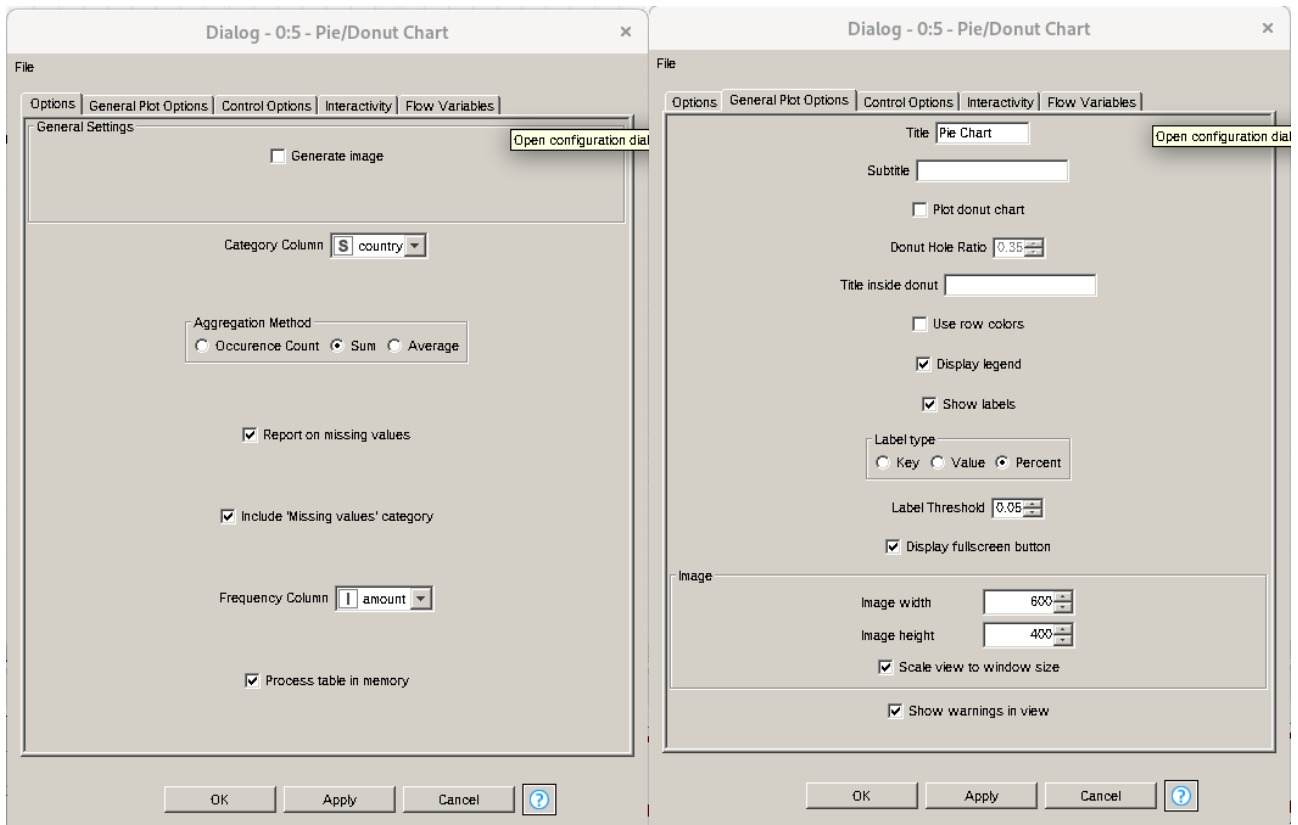 Dialog - 0:5 - Pie/Donut Chart
File
Options General Plot Options Control Options Interactivity Flow Variables
General Settings
Open configuration dial
Generate image
Category Column S country
Aggregation Method
Occurence Count Sum Average
Report on missing values
Include 'Missing values' category
Frequency Column I amount
Process table in memory
OK Apply Cancel ?
Dialog - 0:5 - Pie/Donut Chart
File
Options General Plot Options Control Options Interactivity Flow Variables
Title Pie Chart
Open configuration dial
Subtitle
Plot donut chart
Donut Hole Ratio 0.35
Title inside donut
Use row colors
Display legend
Show labels
Label type
Key Value Percent
Label Threshold 0.05
Display fullscreen button
Image
Image width 600
Image height 400
Scale view to window size
Show warnings in view
OK Apply Cancel ?